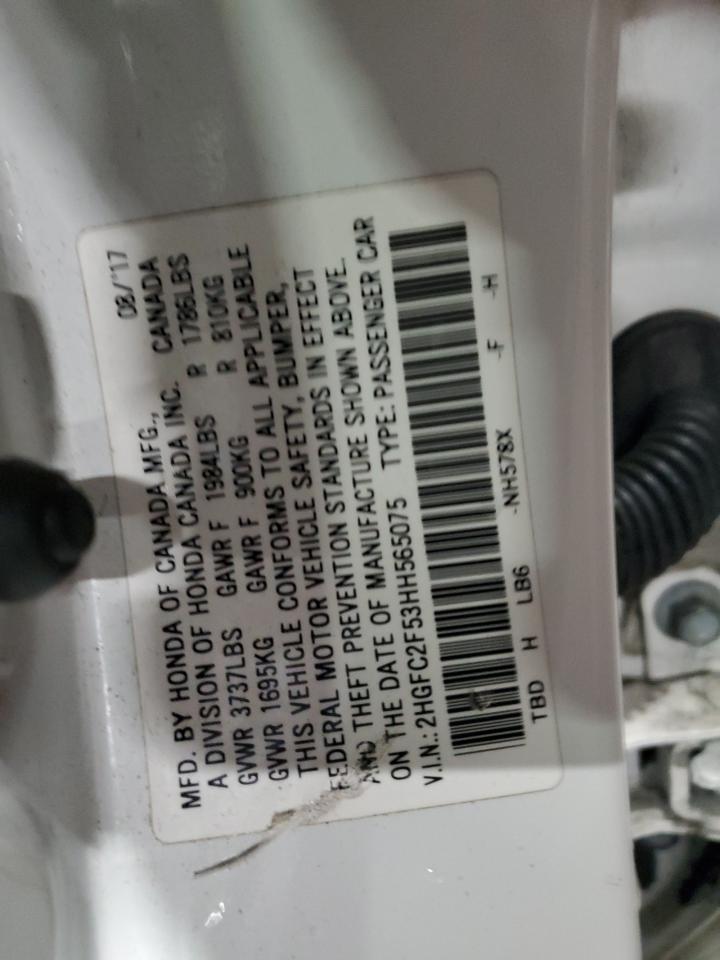 MFD. BY HONDA OF CANADA MFG., 08/'17
A DIVISION OF HONDA CANADA INC. CANADA
GVWR 3737LBS GAWR F 1984LBS R 1786LBS
GVWR 1695KG GAWR F 900KG R 810KG
THIS VEHICLE CONFORMS TO ALL APPLICABLE
FEDERAL MOTOR VEHICLE SAFETY, BUMPER,
AND THEFT PREVENTION STANDARDS IN EFFECT
ON THE DATE OF MANUFACTURE SHOWN ABOVE.
V.I.N.: 2HGFC2F53HH565075 TYPE: PASSENGER CAR
TBD H LB6 -NH578X -F -H